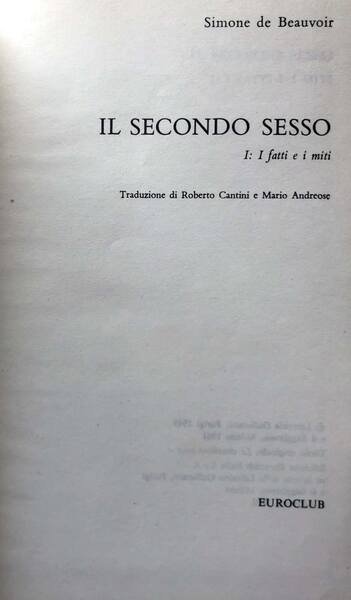 Simone de Beauvoir
IL SECONDO SESSO
I: I fatti e i miti
Traduzione di Roberto Cantini e Mario Andreose
EUROCLUB